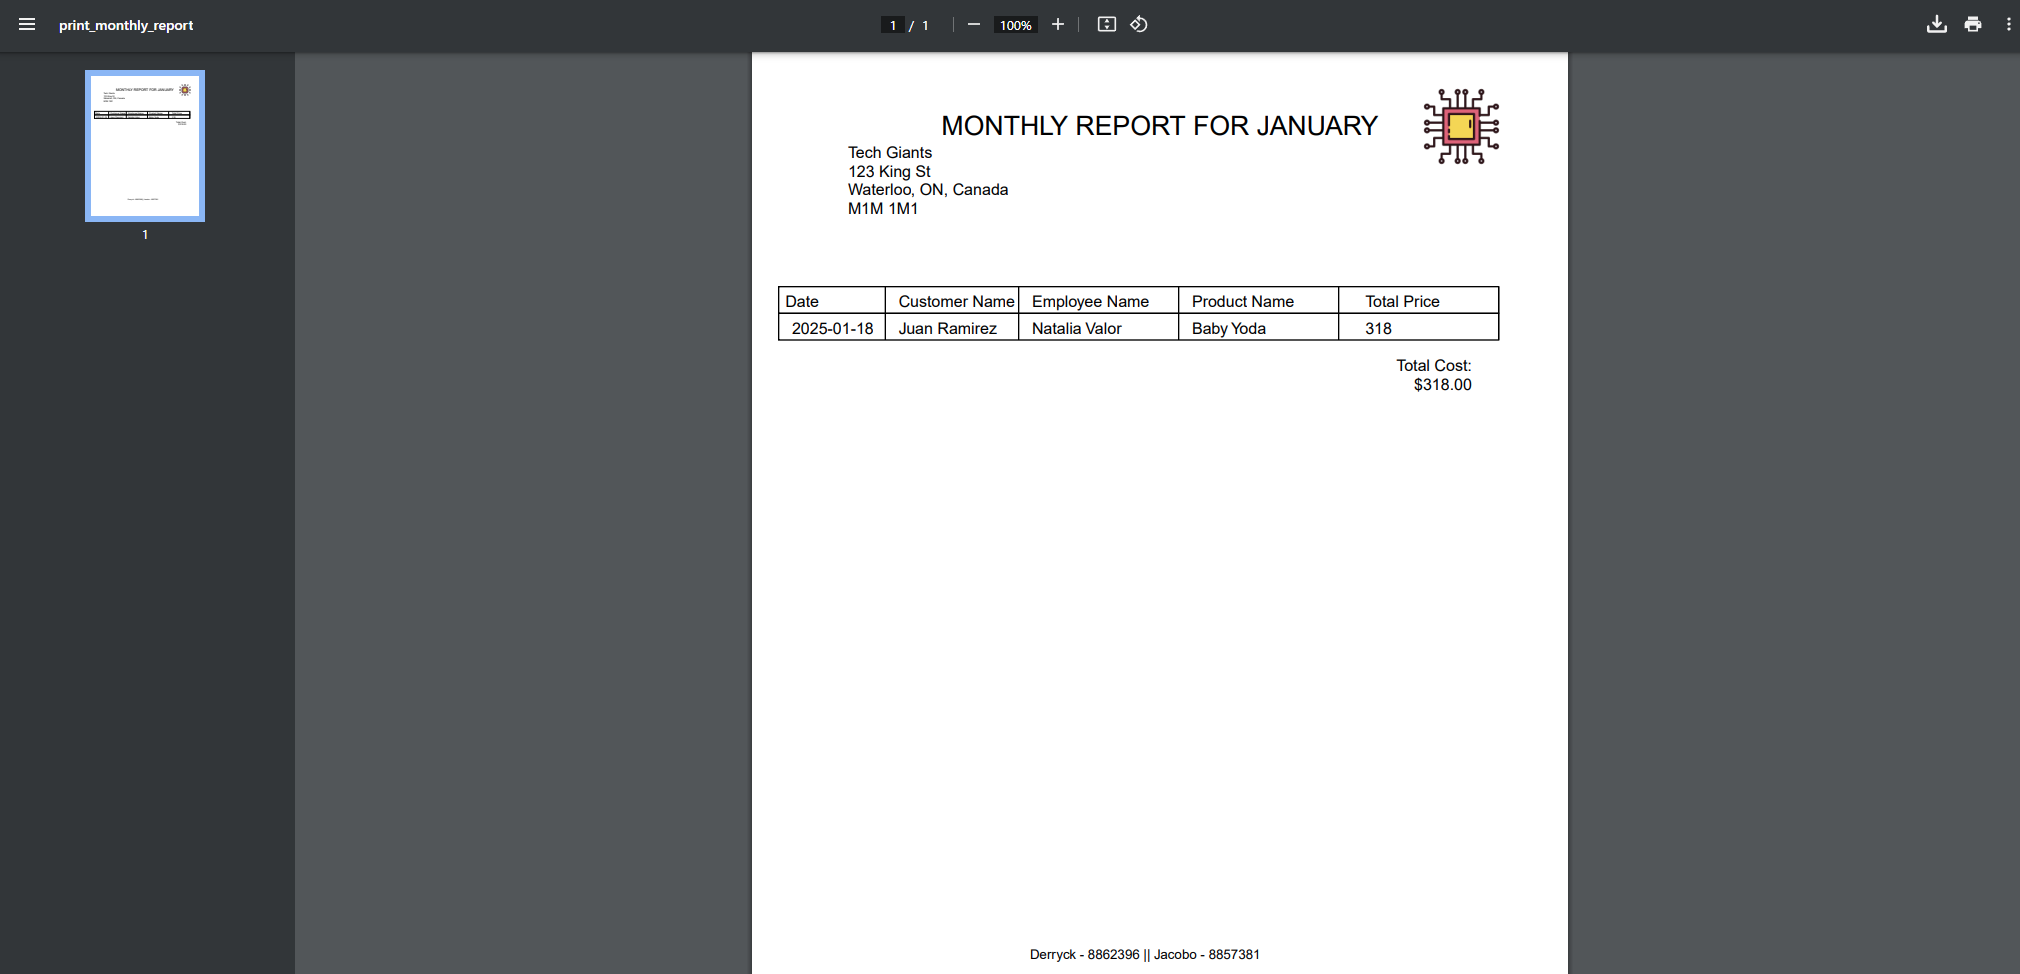 print_monthly_report
1 / 1
100%
1
MONTHLY REPORT FOR JANUARY
Tech Giants
123 King St
Waterloo, ON, Canada
M1M 1M1
Date Customer Name Employee Name Product Name Total Price
2025-01-18 Juan Ramirez Natalia Valor Baby Yoda 318
Total Cost:
$318.00
Derryck - 8862396 || Jacobo - 8857381